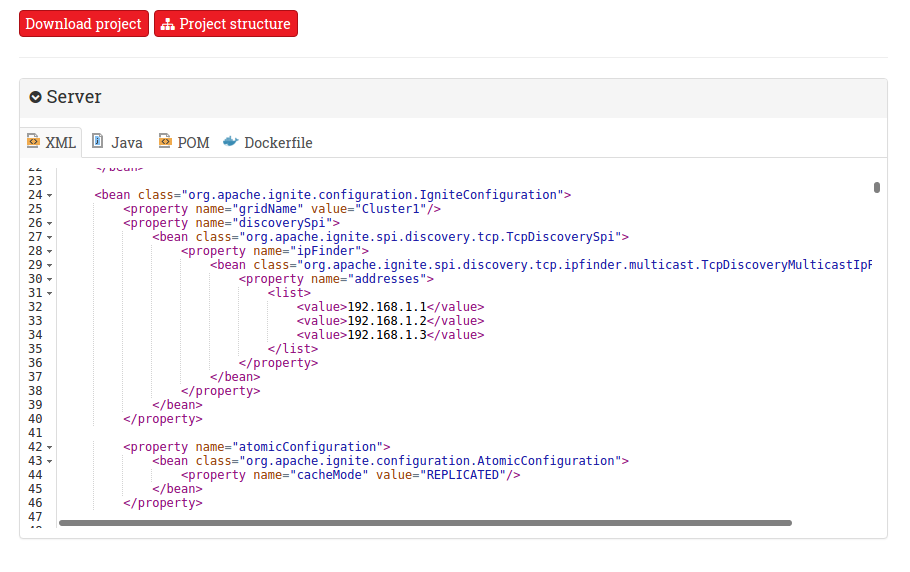 Download project Project structure
Server
XML Java POM Dockerfile
22 </bean>
23
24 <bean class="org.apache.ignite.configuration.IgniteConfiguration">
25 <property name="gridName" value="Cluster1"/>
26 <property name="discoverySpi">
27 <bean class="org.apache.ignite.spi.discovery.tcp.TcpDiscoverySpi">
28 <property name="ipFinder">
29 <bean class="org.apache.ignite.spi.discovery.tcp.ipfinder.multicast.TcpDiscoveryMulticastIpF
30 <property name="addresses">
31 <list>
32 <value>192.168.1.1</value>
33 <value>192.168.1.2</value>
34 <value>192.168.1.3</value>
35 </list>
36 </property>
37 </bean>
38 </property>
39 </bean>
40 </property>
41
42 <property name="atomicConfiguration">
43 <bean class="org.apache.ignite.configuration.AtomicConfiguration">
44 <property name="cacheMode" value="REPLICATED"/>
45 </bean>
46 </property>
47